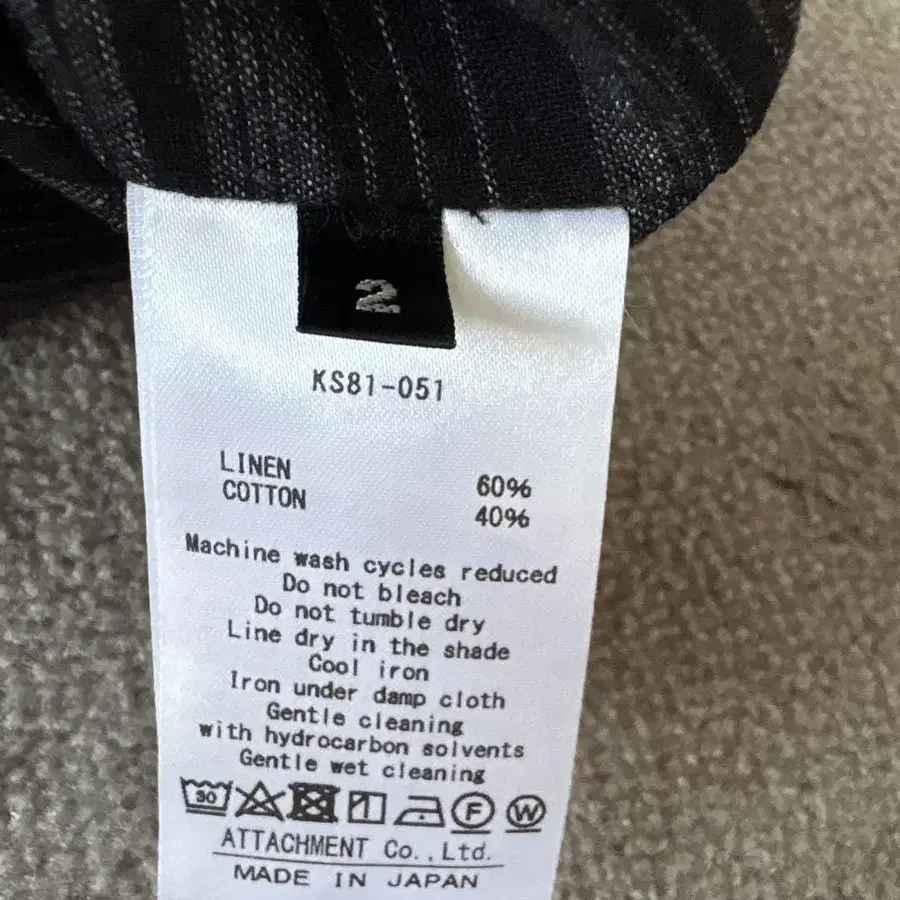 2
KS81-051
LINEN 60%
COTTON 40%
Machine wash cycles reduced
Do not bleach
Do not tumble dry
Line dry in the shade
Cool iron
Iron under damp cloth
Gentle cleaning
with hydrocarbon solvents
Gentle wet cleaning
30 F W
ATTACHMENT Co.,Ltd.
MADE IN JAPAN